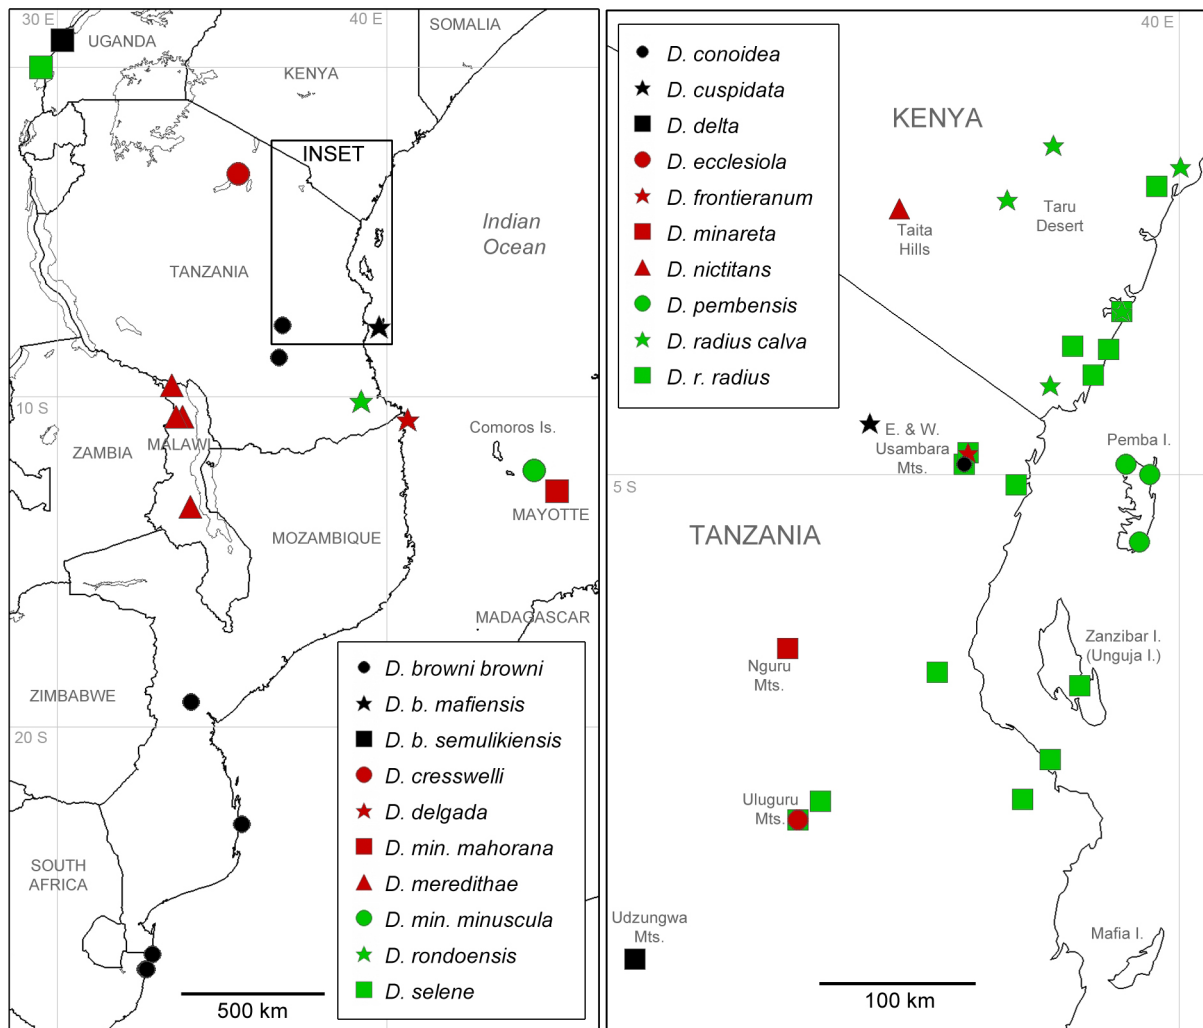 30 E
40 E
SOMALIA
UGANDA
KENYA
INSET
Indian
Ocean
TANZANIA
10 S
Comoros Is.
ZAMBIA
MALAWI
MAYOTTE
MOZAMBIQUE
MADAGASCAR
ZIMBABWE
20 S
SOUTH
AFRICA
D. browni browni
D. b. mafiensis
D. b. semulikiensis
D. cresswelli
D. delgada
D. min. mahorana
D. meredithae
D. min. minuscula
D. rondoensis
D. selene
500 km
40 E
D. conoidea
D. cuspidata
D. delta
D. ecclesiola
D. frontieranum
D. minareta
D. nictitans
D. pembensis
D. radius calva
D. r. radius
KENYA
Taita
Hills
Taru
Desert
E. & W.
Usambara
Mts.
Pemba I.
5 S
TANZANIA
Nguru
Mts.
Zanzibar I.
(Unguja I.)
Uluguru
Mts.
Udzungwa
Mts.
Mafia I.
100 km